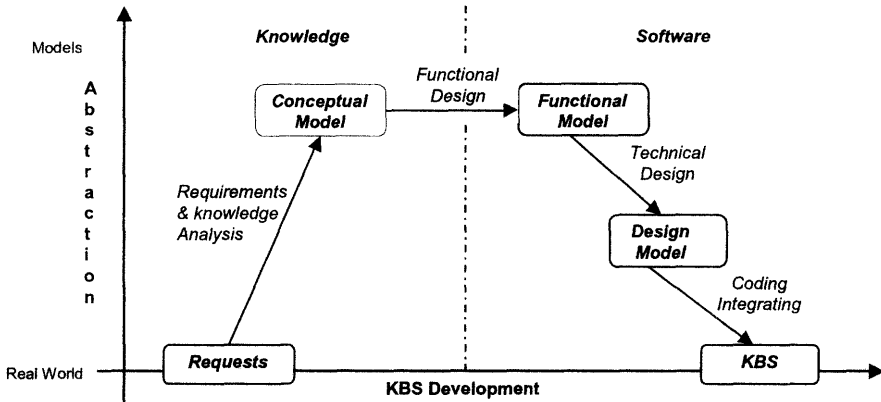 Models
Knowledge
Software
Abstraction
Conceptual
Model
Functional
Design
Functional
Model
Requirements
& knowledge
Analysis
Technical
Design
Design
Model
Coding
Integrating
Requests
KBS
Real World
KBS Development